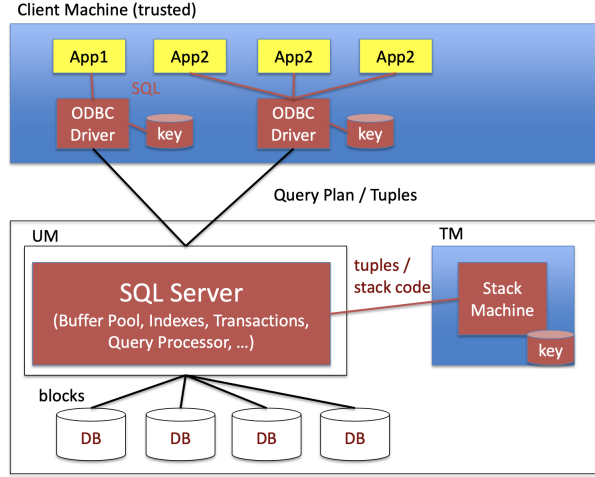 Client Machine (trusted)
App1
App2
App2
App2
SQL
ODBC
Driver
key
ODBC
Driver
key
Query Plan / Tuples
UM
TM
SQL Server
(Buffer Pool, Indexes, Transactions,
Query Processor, …)
tuples /
stack code
Stack
Machine
key
blocks
DB
DB
DB
DB